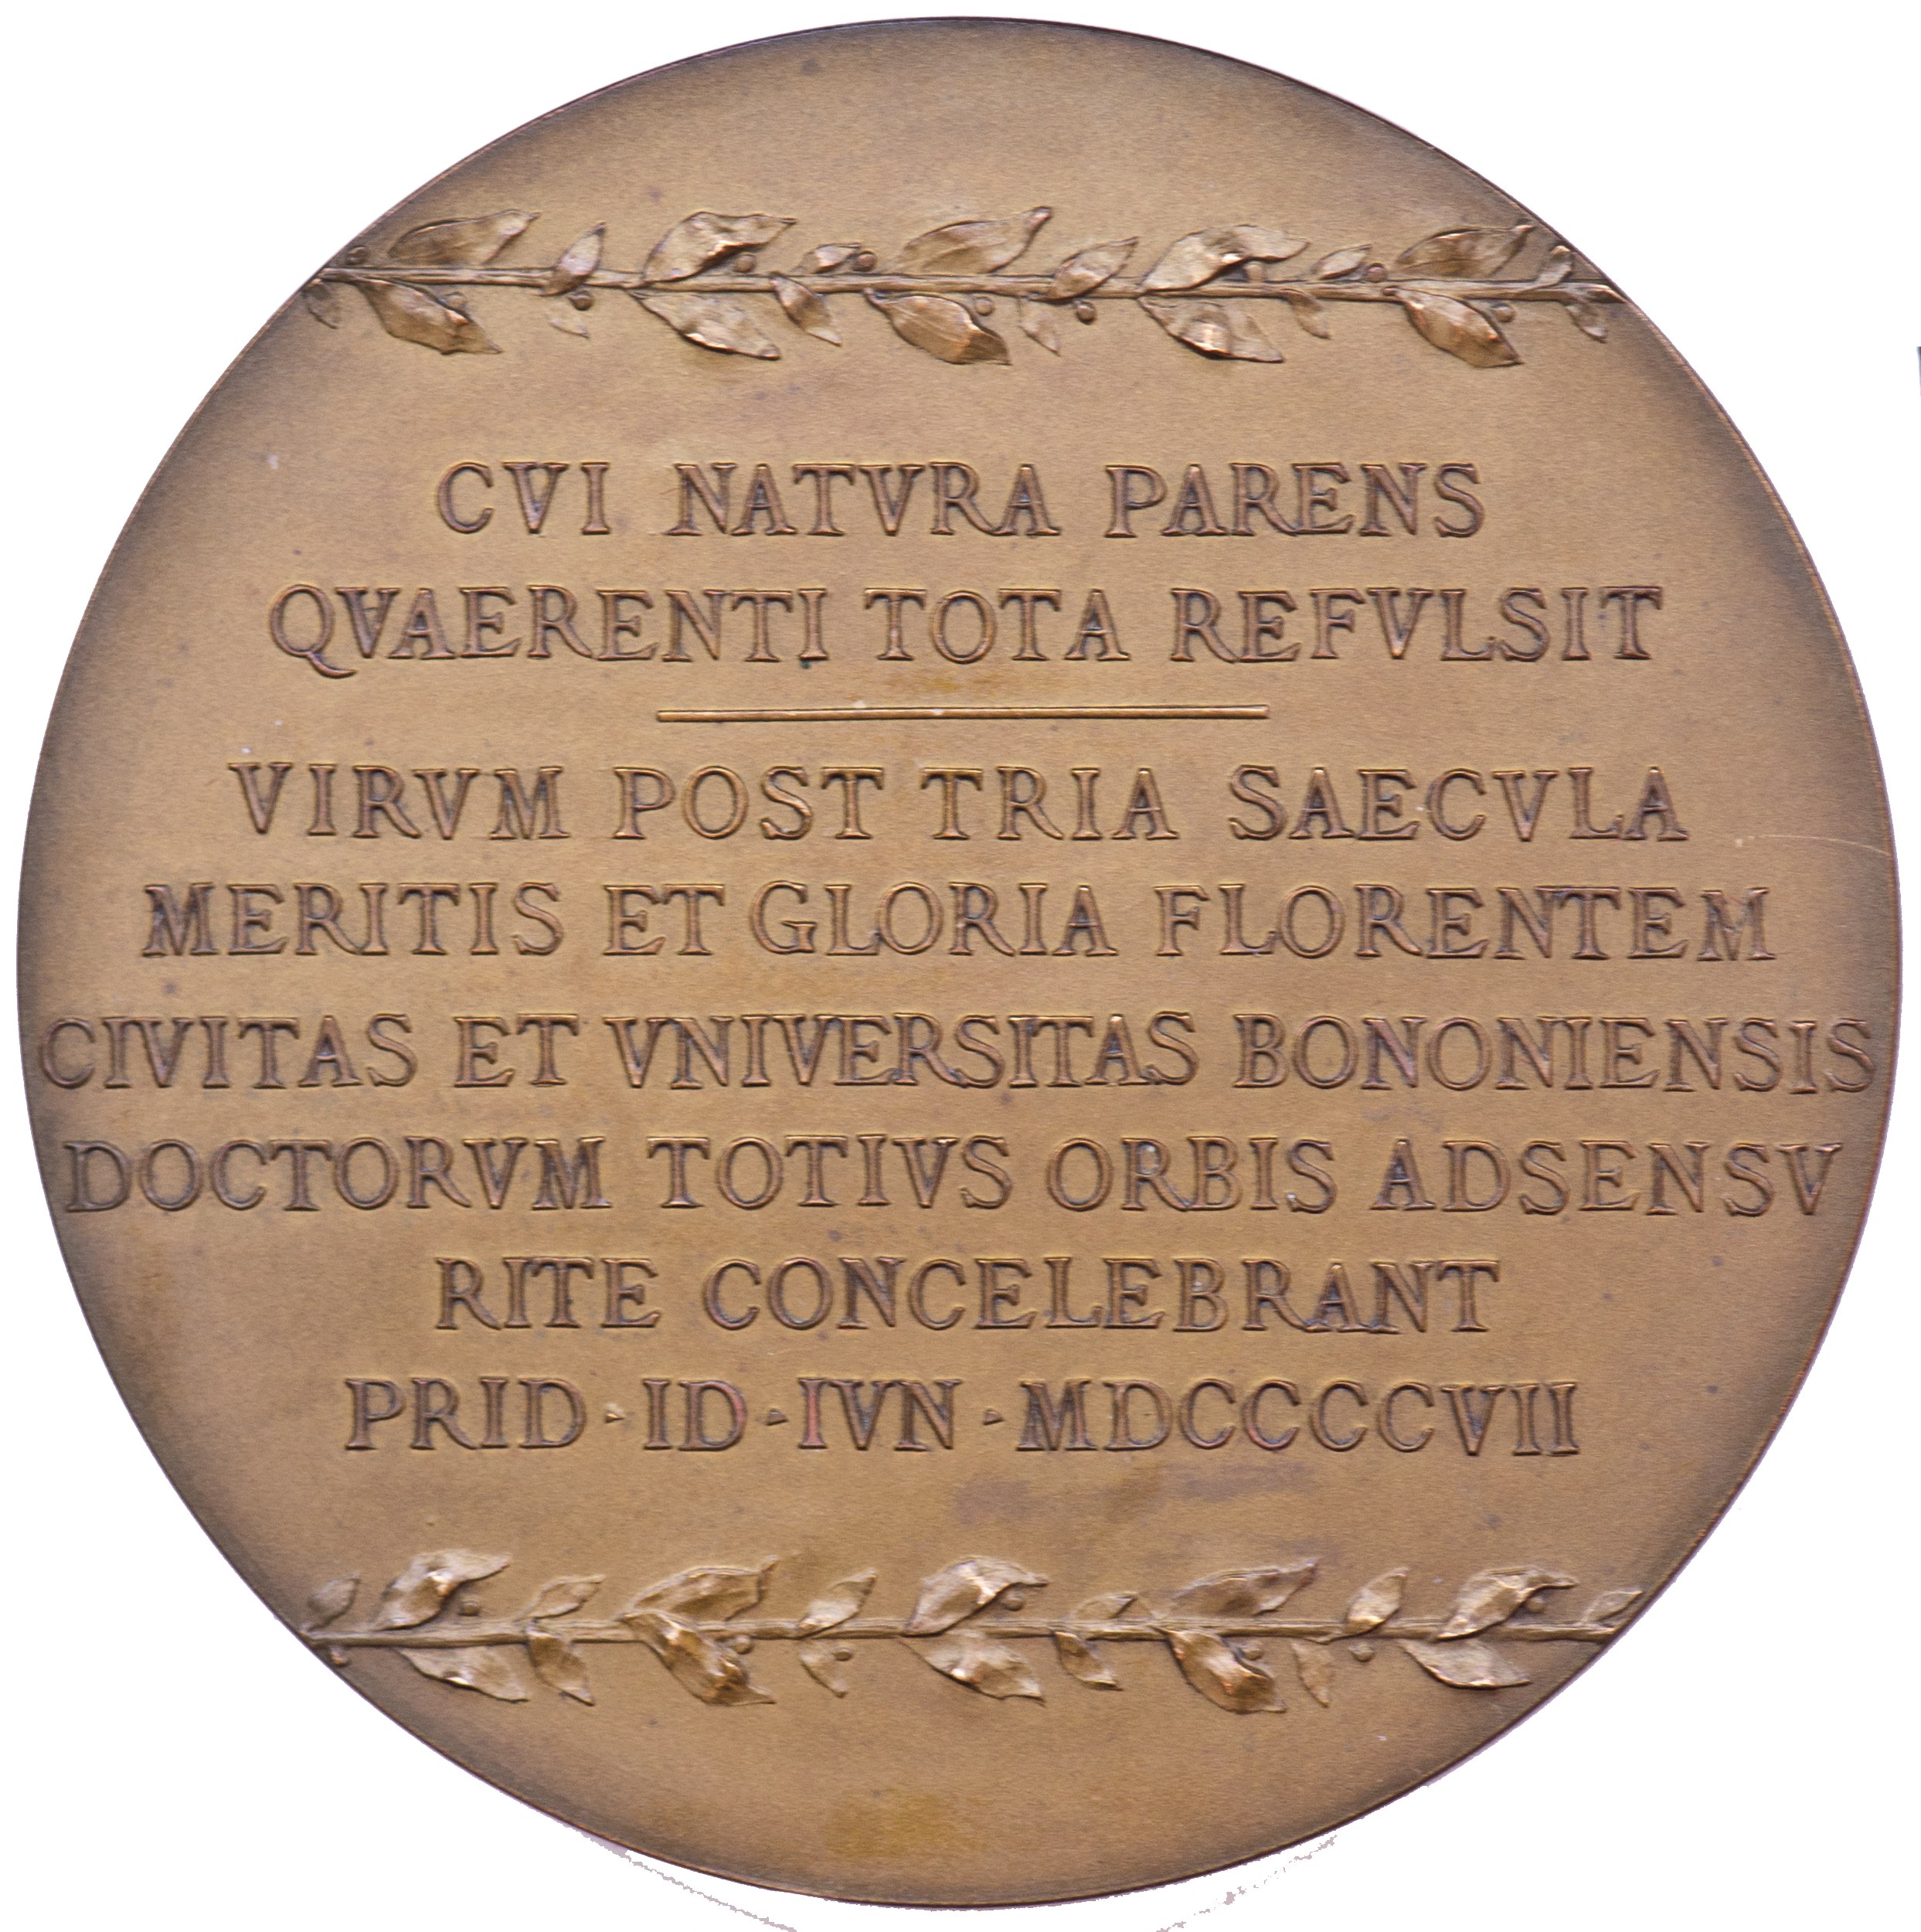 CVI NATVRA PARENS
QVAERENTI TOTA REFVLSIT
VIRVM POST TRIA SAECVLA
MERITIS ET GLORIA FLORENTEM
CIVITAS ET VNIVERSITAS BONONIENSIS
DOCTORVM TOTIVS ORBIS ADSENSV
RITE CONCELEBRANT
PRID·ID·IVN·MDCCCCVII